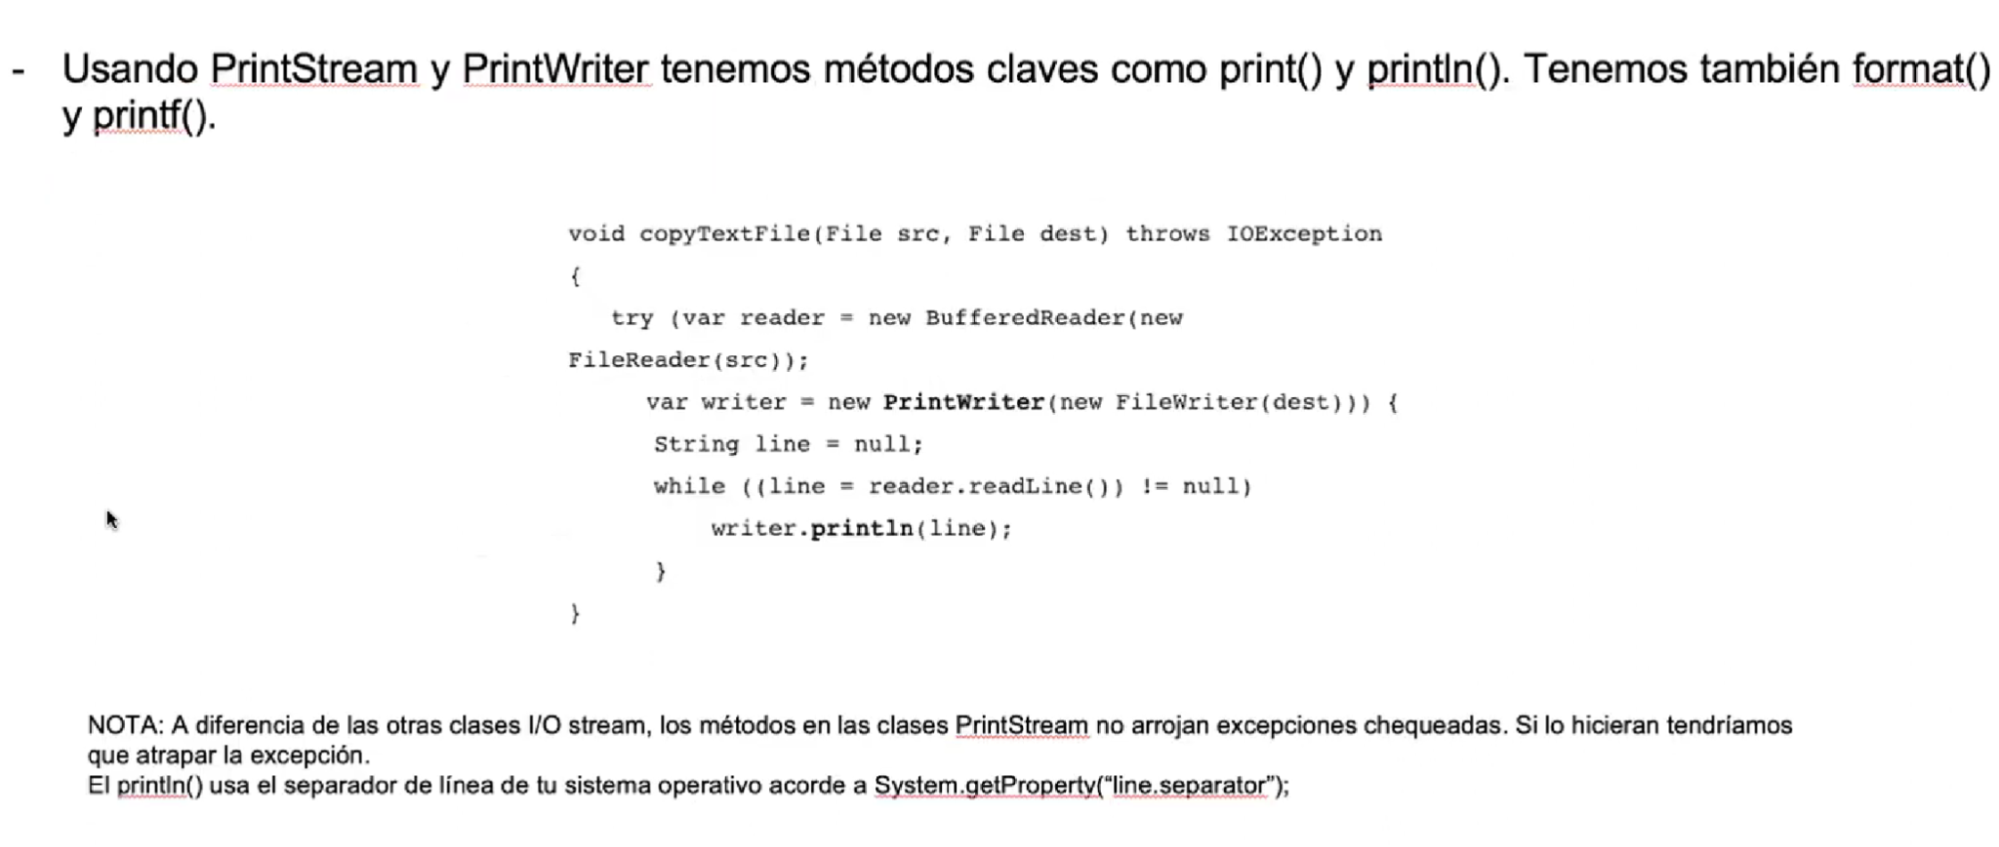 - Usando PrintStream y PrintWriter tenemos métodos claves como print() y println(). Tenemos también format()
y printf().
void copyTextFile(File src, File dest) throws IOException
{
try (var reader = new BufferedReader(new
FileReader(src));
var writer = new PrintWriter(new FileWriter(dest))) {
String line = null;
while ((line = reader.readLine()) != null)
writer.println(line);
}
}
NOTA: A diferencia de las otras clases I/O stream, los métodos en las clases PrintStream no arrojan excepciones chequeadas. Si lo hicieran tendríamos
que atrapar la excepción.
El println() usa el separador de línea de tu sistema operativo acorde a System.getProperty(“line.separator”);